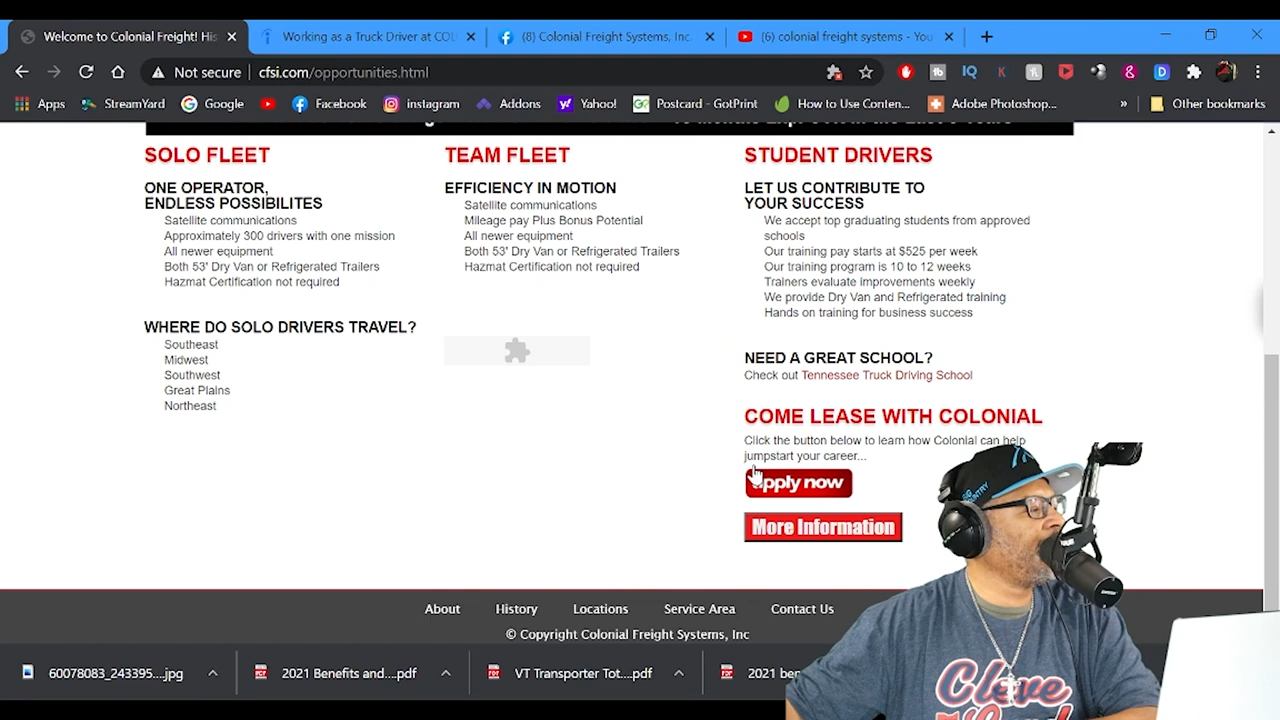 Welcome to Colonial Freight! His
Working as a Truck Driver at COL
(8) Colonial Freight Systems, Inc.
(6) colonial freight systems - You
Not secure
cfsi.com/opportunities.html
Apps
StreamYard
Google
Facebook
instagram
Addons
Yahoo!
Postcard - GotPrint
How to Use Conten...
Adobe Photoshop...
Other bookmarks
SOLO FLEET
ONE OPERATOR,
ENDLESS POSSIBILITES
Satellite communications
Approximately 300 drivers with one mission
All newer equipment
Both 53' Dry Van or Refrigerated Trailers
Hazmat Certification not required
WHERE DO SOLO DRIVERS TRAVEL?
Southeast
Midwest
Southwest
Great Plains
Northeast
TEAM FLEET
EFFICIENCY IN MOTION
Satellite communications
Mileage pay Plus Bonus Potential
All newer equipment
Both 53' Dry Van or Refrigerated Trailers
Hazmat Certification not required
STUDENT DRIVERS
LET US CONTRIBUTE TO
YOUR SUCCESS
We accept top graduating students from approved
schools
Our training pay starts at $525 per week
Our training program is 10 to 12 weeks
Trainers evaluate improvements weekly
We provide Dry Van and Refrigerated training
Hands on training for business success
NEED A GREAT SCHOOL?
Check out Tennessee Truck Driving School
COME LEASE WITH COLONIAL
Click the button below to learn how Colonial can help
jumpstart your career...
apply now
More Information
About
History
Locations
Service Area
Contact Us
© Copyright Colonial Freight Systems, Inc
60078083_243395....jpg
2021 Benefits and....pdf
VT Transporter Tot....pdf
2021 ben
Cleve